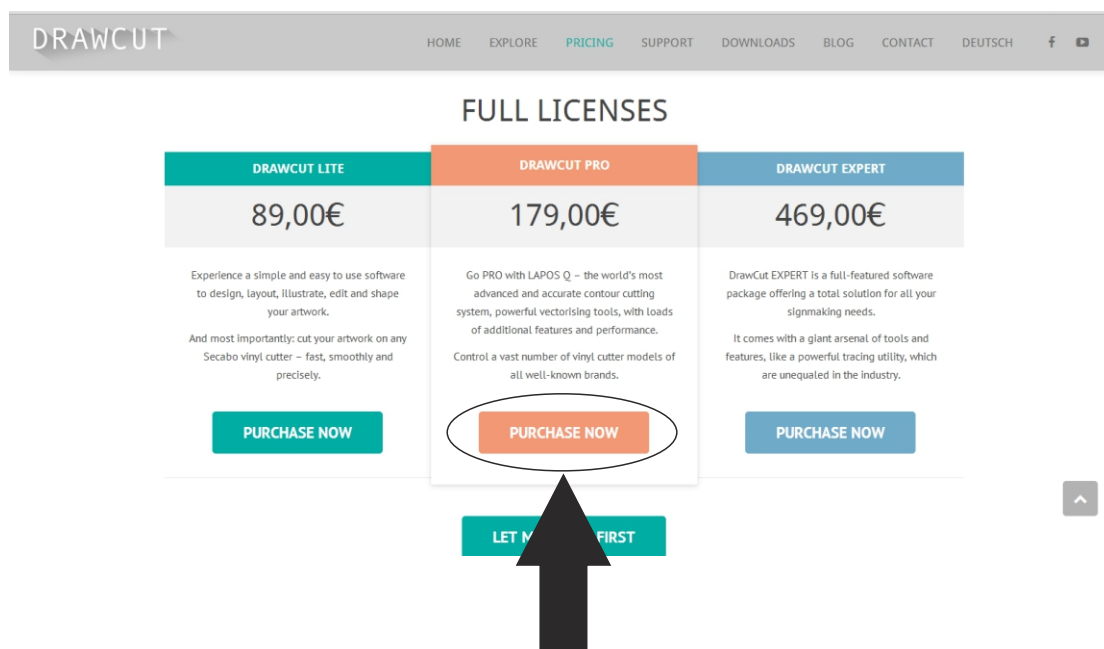 DRAWCUT
HOME EXPLORE PRICING SUPPORT DOWNLOADS BLOG CONTACT DEUTSCH
FULL LICENSES
DRAWCUT LITE
89,00€
Experience a simple and easy to use software
to design, layout, illustrate, edit and shape
your artwork.
And most importantly: cut your artwork on any
Secabo vinyl cutter – fast, smoothly and
precisely.
PURCHASE NOW
DRAWCUT PRO
179,00€
Go PRO with LAPOS Q – the world's most
advanced and accurate contour cutting
system, powerful vectorising tools, with loads
of additional features and performance.
Control a vast number of vinyl cutter models of
all well-known brands.
PURCHASE NOW
DRAWCUT EXPERT
469,00€
DrawCut EXPERT is a full-featured software
package offering a total solution for all your
signmaking needs.
It comes with a giant arsenal of tools and
features, like a powerful tracing utility, which
are unequaled in the industry.
PURCHASE NOW
LET FIRST